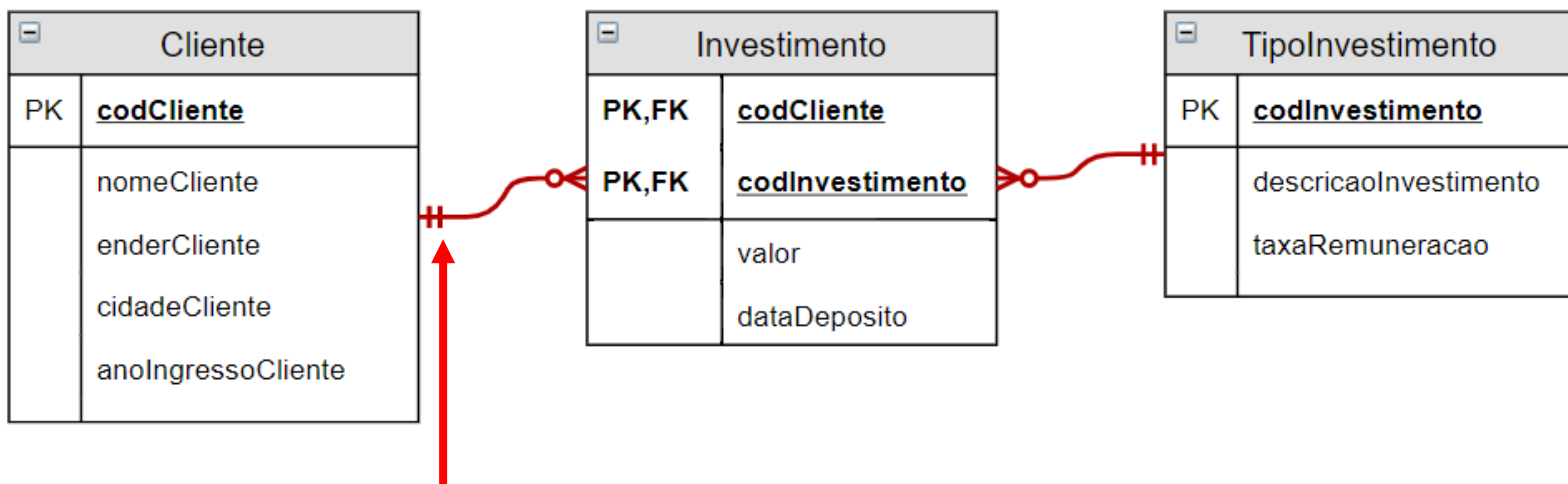 Cliente
PK codCliente
nomeCliente
enderCliente
cidadeCliente
anoIngressoCliente
Investimento
PK,FK codCliente
PK,FK codInvestimento
valor
dataDeposito
TipoInvestimento
PK codInvestimento
descricaoInvestimento
taxaRemuneracao